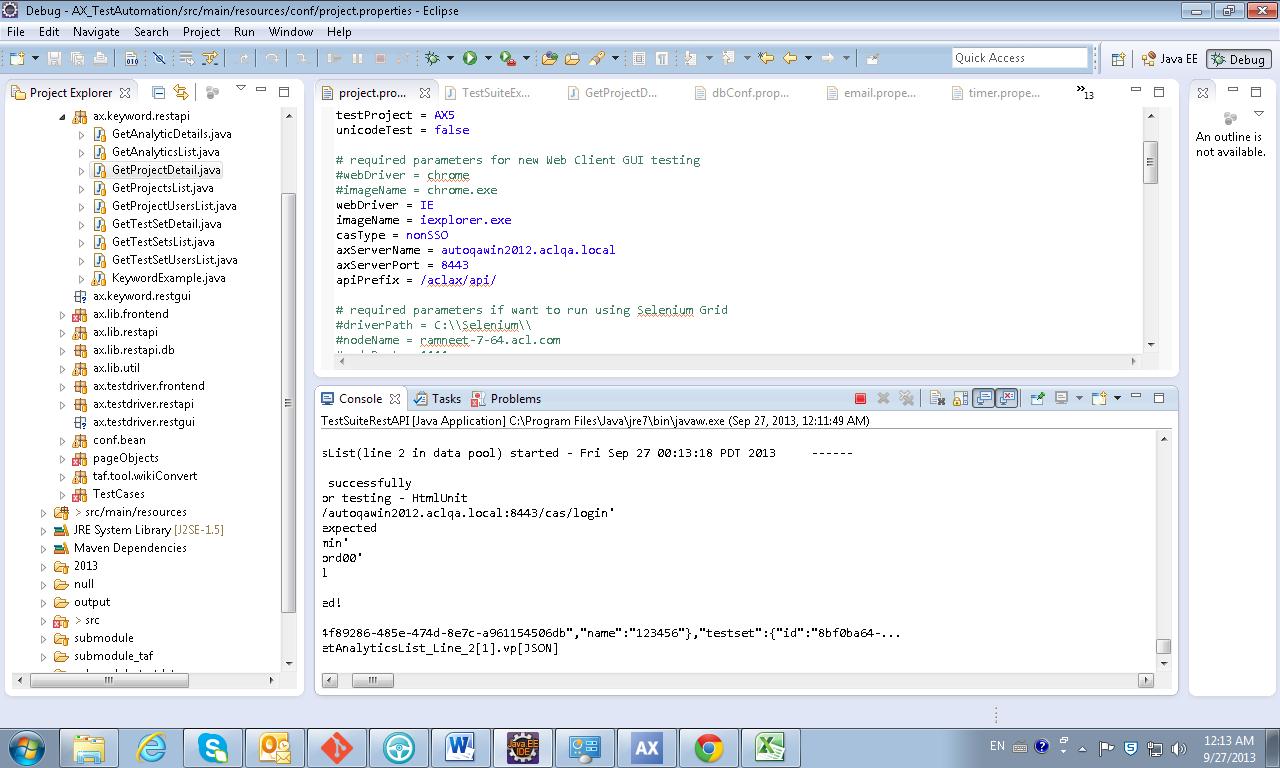 Debug - AX_TestAutomation/src/main/resources/conf/project.properties - Eclipse
File Edit Navigate Search Project Run Window Help
Quick Access
Java EE
Debug
Project Explorer
ax.keyword.restapi
GetAnalyticDetails.java
GetAnalyticsList.java
GetProjectDetail.java
GetProjectsList.java
GetProjectUsersList.java
GetTestSetDetail.java
GetTestSetsList.java
GetTestSetUsersList.java
KeywordExample.java
ax.keyword.restgui
ax.lib.frontend
ax.lib.restapi
ax.lib.restapi.db
ax.lib.util
ax.testdriver.frontend
ax.testdriver.restapi
ax.testdriver.restgui
conf.bean
pageObjects
taf.tool.wikiConvert
TestCases
> src/main/resources
JRE System Library [J2SE-1.5]
Maven Dependencies
2013
null
output
> src
submodule
submodule_taf
project.pro...
TestSuiteEx...
GetProjectD...
dbConf.prop...
email.prope...
timer.prope...
»13
testProject = AX5
unicodeTest = false
# required parameters for new Web Client GUI testing
#webDriver = chrome
#imageName = chrome.exe
webDriver = IE
imageName = iexplorer.exe
casType = nonSSO
axServerName = autoqawin2012.aclqa.local
axServerPort = 8443
apiPrefix = /aclax/api/
# required parameters if want to run using Selenium Grid
#driverPath = C:\\Selenium\\
#nodeName = ramneet-7-64.acl.com
An outline is
not available.
Console
Tasks
Problems
TestSuiteRestAPI [Java Application] C:\Program Files\Java\jre7\bin\javaw.exe (Sep 27, 2013, 12:11:49 AM)
sList(line 2 in data pool) started - Fri Sep 27 00:13:18 PDT 2013 ------
successfully
or testing - HtmlUnit
/autoqawin2012.aclqa.local:8443/cas/login'
expected
min'
ord00'
l
ed!
4f89286-485e-474d-8e7c-a961154506db","name":"123456"},"testset":{"id":"8bf0ba64-...
etAnalyticsList_Line_2[1].vp[JSON]
Java EE
IDE
AX
EN
12:13 AM
9/27/2013